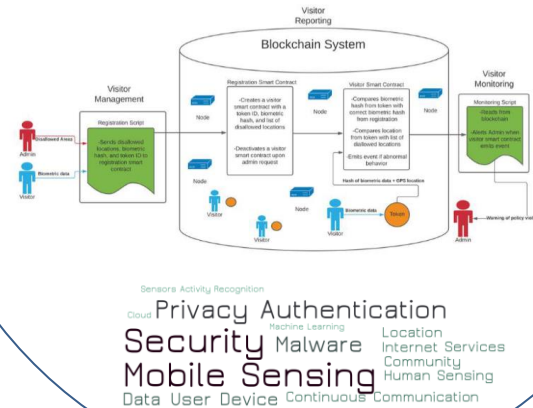 Visitor
Reporting
Blockchain System
Visitor
Management
Registration Script
-Sends disallowed
locations, biometric
hash, and token ID to
registration smart
contract
Disallowed Areas
Admin
Biometric data
Visitor
Registration Smart Contract
-Creates a visitor
smart contract with a
token ID, biometric
hash, and list of
disallowed locations
-Deactivates a visitor
smart contract upon
admin request
Node
Node
Node
Node
Node
Visitor Smart Contract
-Compares biometric
hash from token with
correct biometric hash
from registration
-Compares location
from token with list of
diallowed locations
-Emits event if abnormal
behavior
Hash of biometric data + GPS location
Visitor
Visitor
Visitor
Biometric data
Token
Visitor
Monitoring
Monitoring Script
-Reads from
blockchain
-Alerts Admin when
visitor smart contract
emits event
Admin
Warning of policy
Sensors Activity Recognition
Cloud Privacy Authentication
Machine Learning
Security Malware
Location
Internet Services
Community
Mobile Sensing Human Sensing
Data User Device Continuous Communication